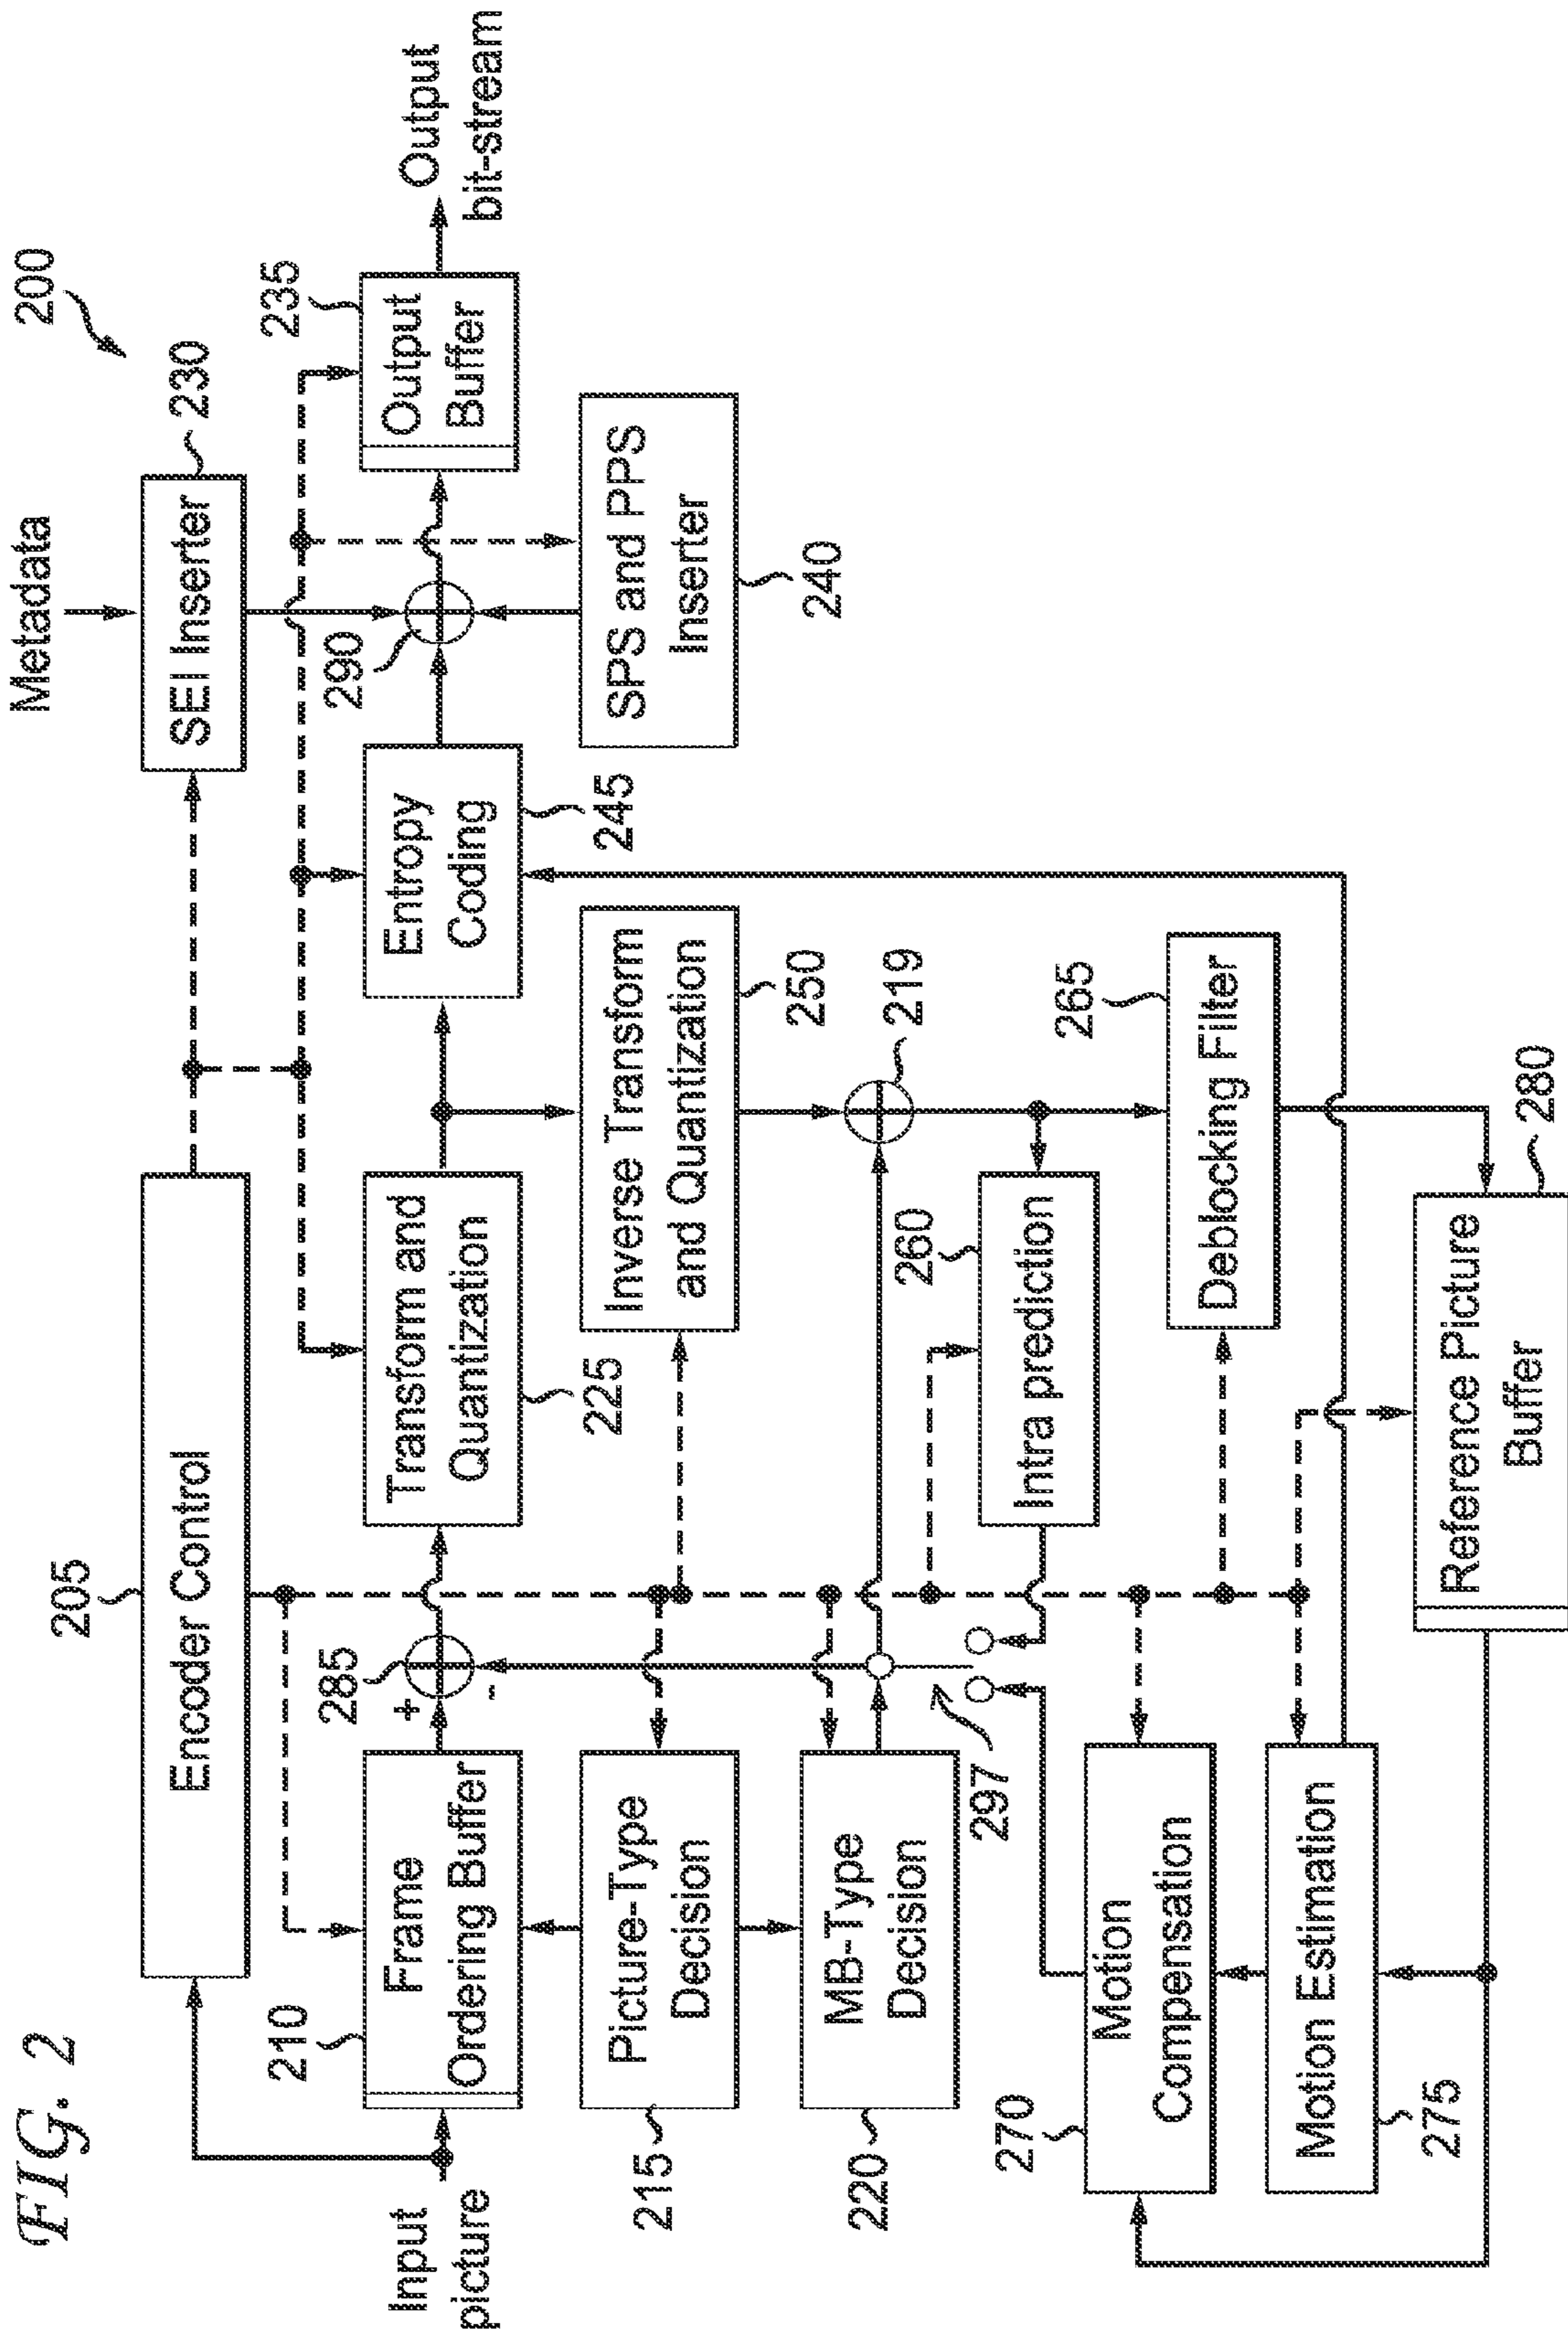 FIG. 2
200
Metadata
205
Encoder Control
SEI Inserter
230
210
285
290
235
Input
picture
Frame
Ordering Buffer
+
-
Transform and
Quantization
225
Entropy
Coding
245
Output
Buffer
Output
bit-stream
Picture-Type
Decision
215
Inverse Transform
and Quantization
250
SPS and PPS
Inserter
240
MB-Type
Decision
220
219
297
260
Intra prediction
270
Motion
Compensation
265
Deblocking Filter
Motion Estimation
275
Reference Picture
Buffer
280